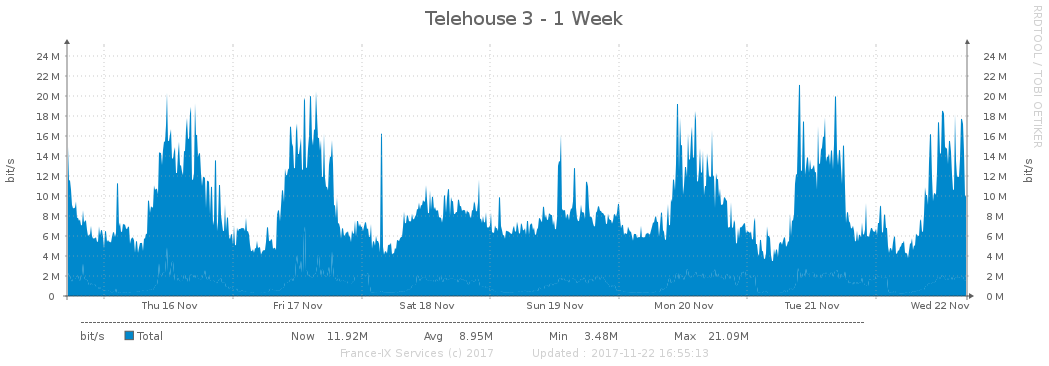 Telehouse 3 - 1 Week
RRDTOOL / TOBI OETIKER
bit/s
24 M 24 M
22 M 22 M
20 M 20 M
18 M 18 M
16 M 16 M
14 M 14 M
12 M 12 M
10 M 10 M
8 M 8 M
6 M 6 M
4 M 4 M
2 M 2 M
0 0 M
bit/s
Thu 16 Nov Fri 17 Nov Sat 18 Nov Sun 19 Nov Mon 20 Nov Tue 21 Nov Wed 22 Nov
bit/s Total Now 11.92M Avg 8.95M Min 3.48M Max 21.09M
France-IX Services (c) 2017 Updated : 2017-11-22 16:55:13